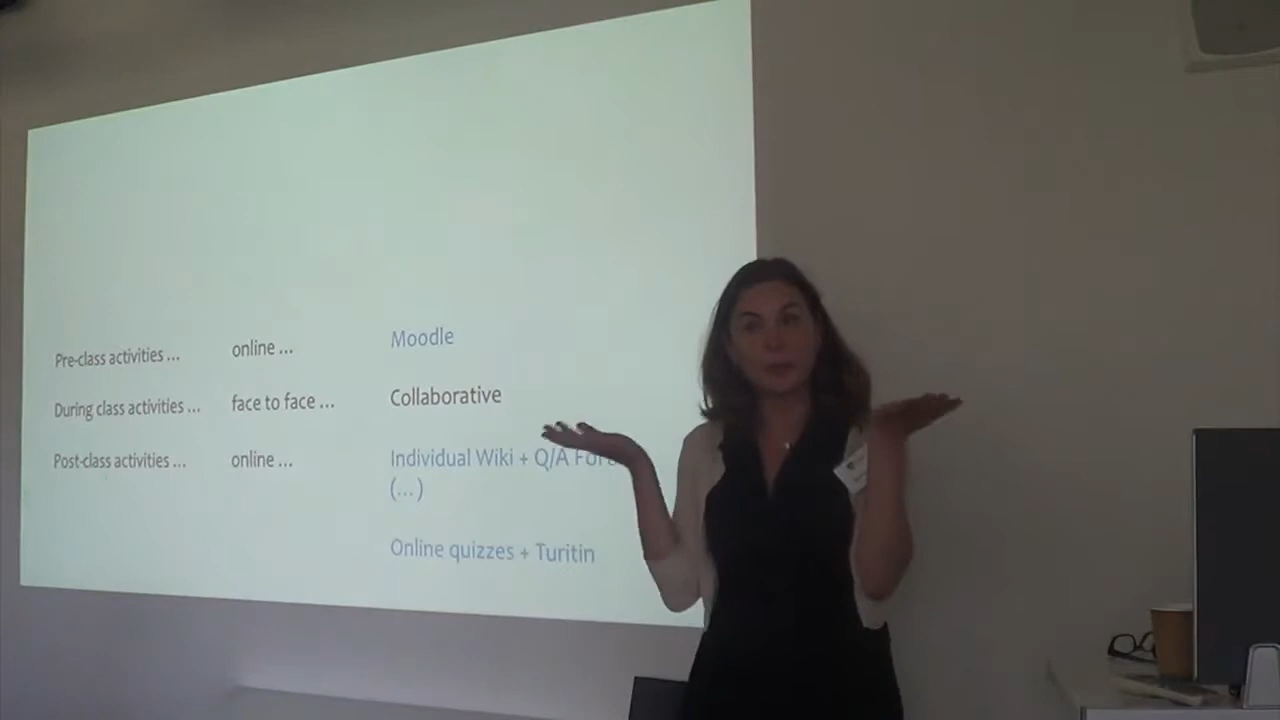 Pre-class activities ... online ... Moodle
During class activities ... face to face ... Collaborative
Post-class activities ... online ... Individual Wiki + Q/A
(...)
Online quizzes + Turitin